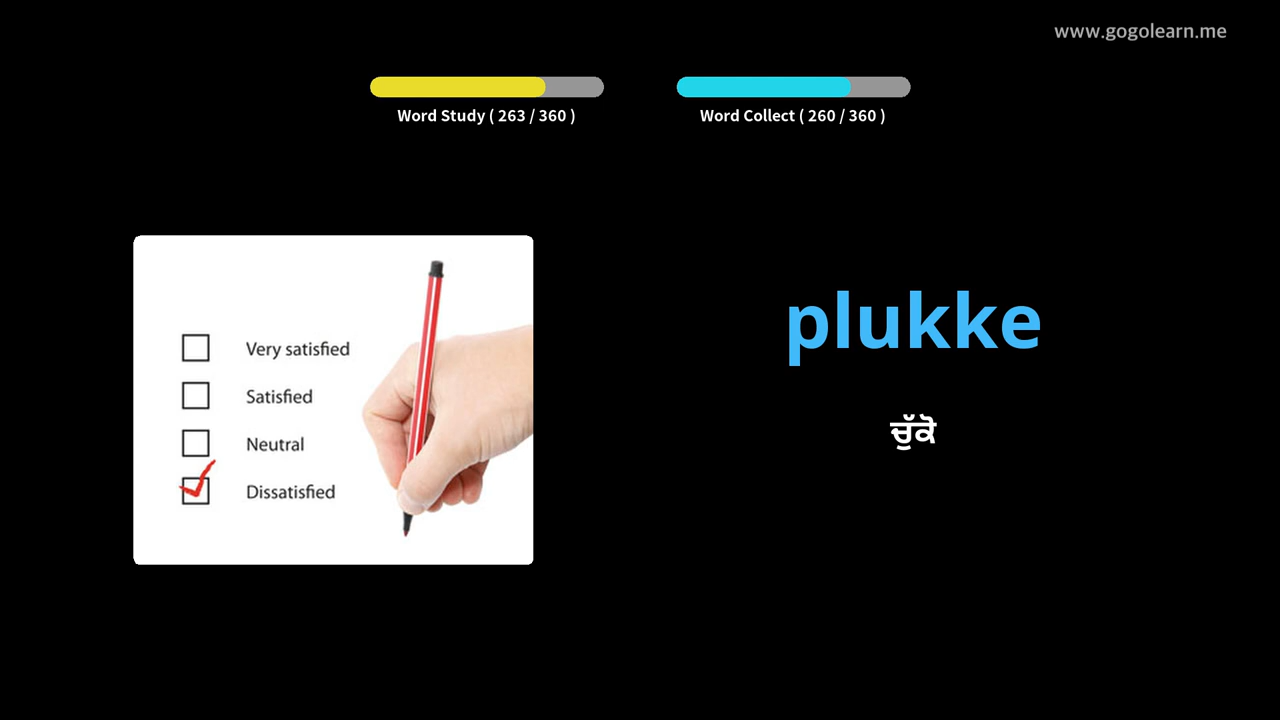 www.gogolearn.me
Word Study ( 263 / 360 )
Word Collect ( 260 / 360 )
Very satisfied
Satisfied
Neutral
Dissatisfied
plukke
ਚੁੱਕੋ